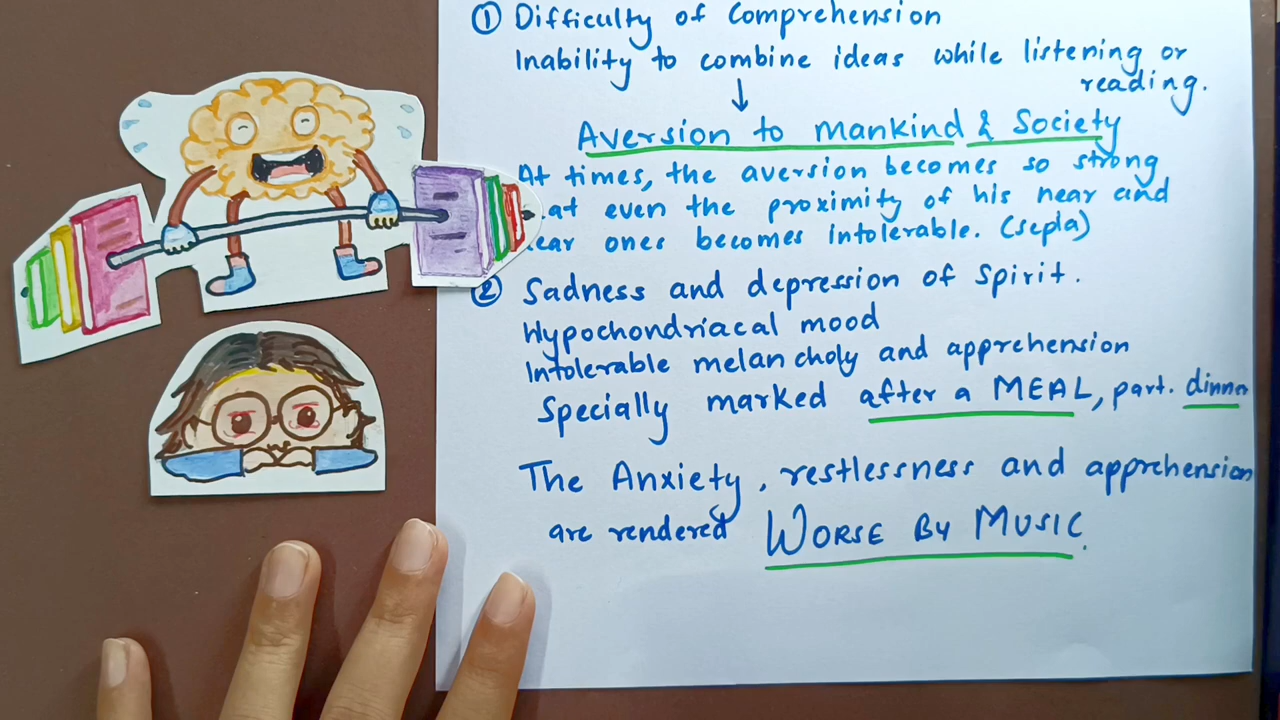 ① Difficulty of Comprehension
Inability to combine ideas while listening or
reading.
↓
Aversion to mankind & Society
At times, the aversion becomes so strong
at even the proximity of his near and
ear ones becomes intolerable. (sepia)
② Sadness and depression of spirit.
Hypochondriacal mood
Intolerable melancholy and apprehension
Specially marked after a MEAL, part. dinner
The Anxiety, restlessness and apprehension
are rendered WORSE BY MUSIC.